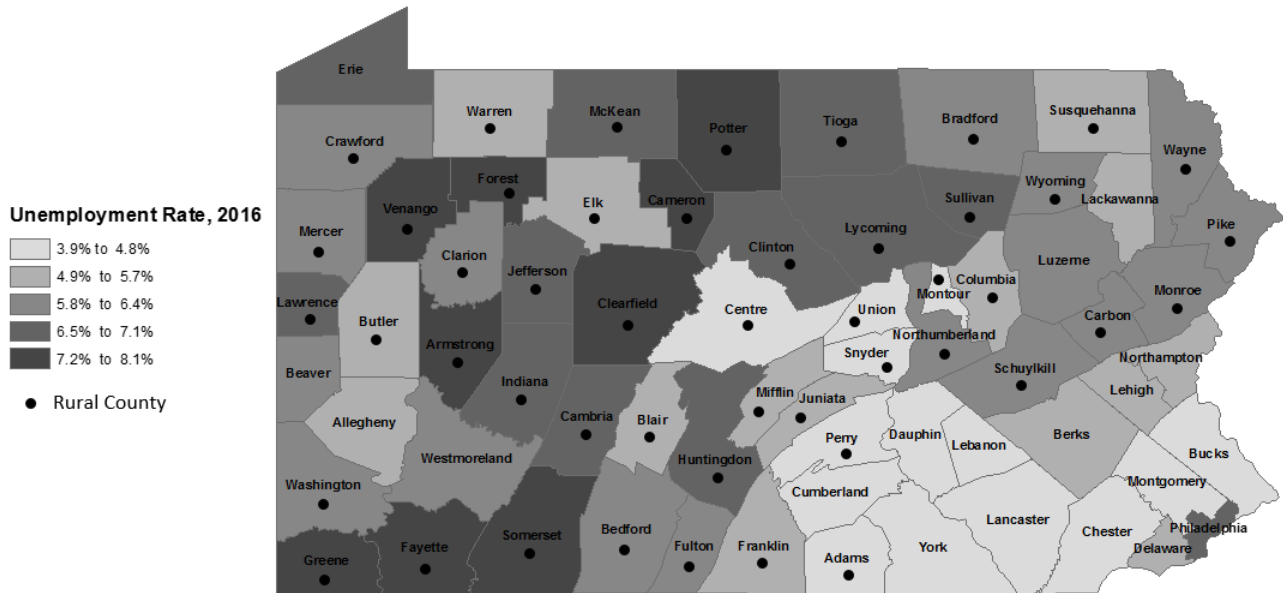 Unemployment Rate, 2016
3.9% to 4.8%
4.9% to 5.7%
5.8% to 6.4%
6.5% to 7.1%
7.2% to 8.1%
Rural County
Erie
Warren
McKean
Potter
Tioga
Bradford
Susquehanna
Wayne
Crawford
Forest
Venango
Elk
Cameron
Sullivan
Wyoming
Lackawanna
Pike
Mercer
Clarion
Jefferson
Clinton
Lycoming
Luzerne
Monroe
Lawrence
Butler
Clearfield
Centre
Union
Montour
Columbia
Carbon
Armstrong
Snyder
Northumberland
Schuylkill
Northampton
Lehigh
Beaver
Indiana
Cambria
Blair
Mifflin
Juniata
Allegheny
Westmoreland
Huntingdon
Perry
Dauphin
Lebanon
Berks
Bucks
Washington
Cumberland
Montgomery
Somerset
Bedford
Fulton
Franklin
Adams
York
Lancaster
Chester
Philadelphia
Delaware
Greene
Fayette